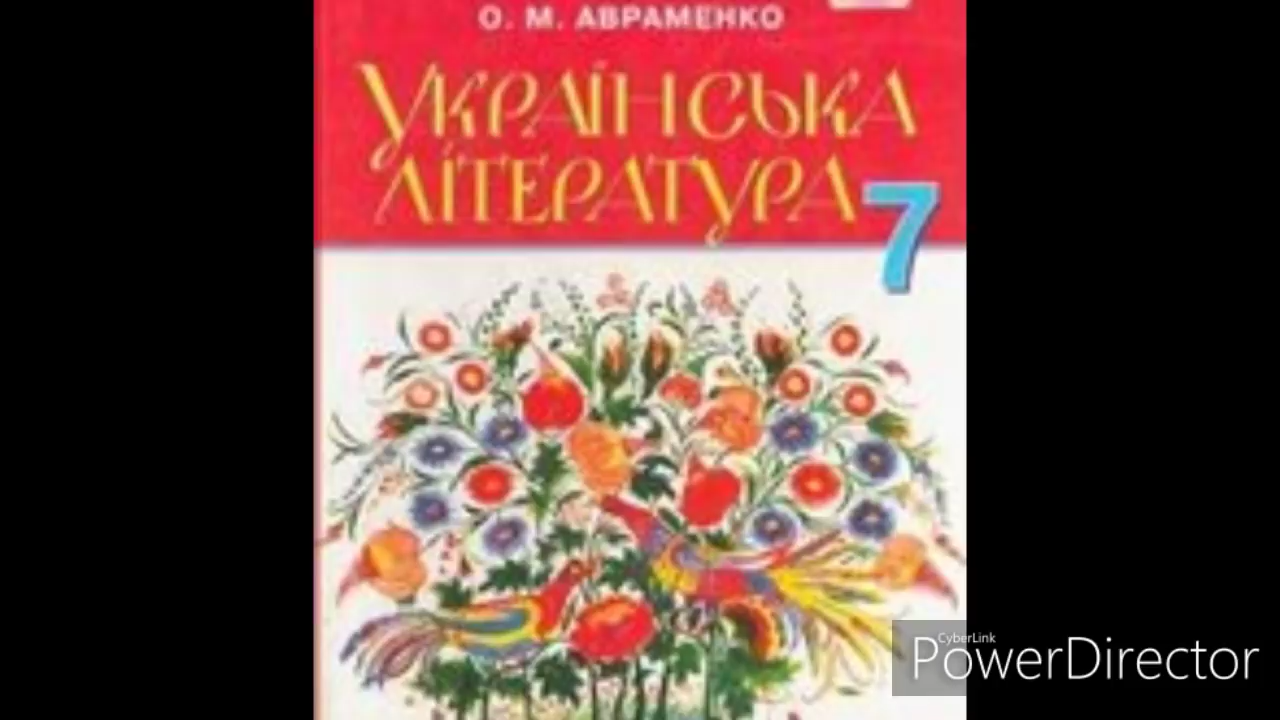 О. М. АВРАМЕНКО
УКРАЇНСЬКА
ЛІТЕРАТУРА
7
CyberLink
PowerDirector